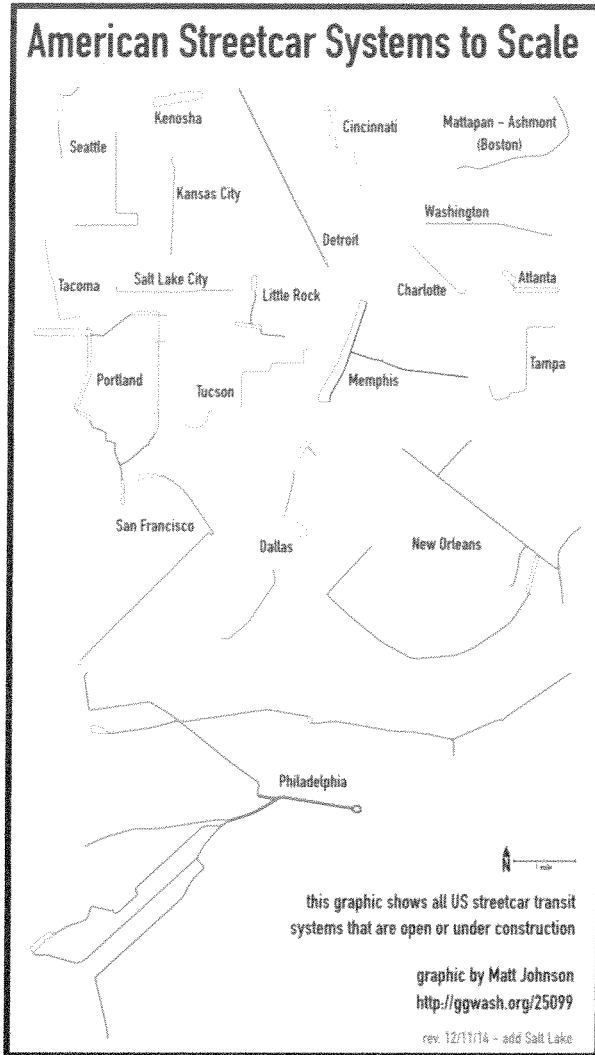 American Streetcar Systems to Scale
Kenosha
Cincinnati
Mattapan - Ashmont
(Boston)
Seattle
Kansas City
Washington
Detroit
Tacoma
Salt Lake City
Little Rock
Charlotte
Atlanta
Portland
Tucson
Memphis
Tampa
San Francisco
Dallas
New Orleans
Philadelphia
N
1 mile
this graphic shows all US streetcar transit
systems that are open or under construction
graphic by Matt Johnson
http://ggwash.org/25099
rev. 12/11/14 - add Salt Lake